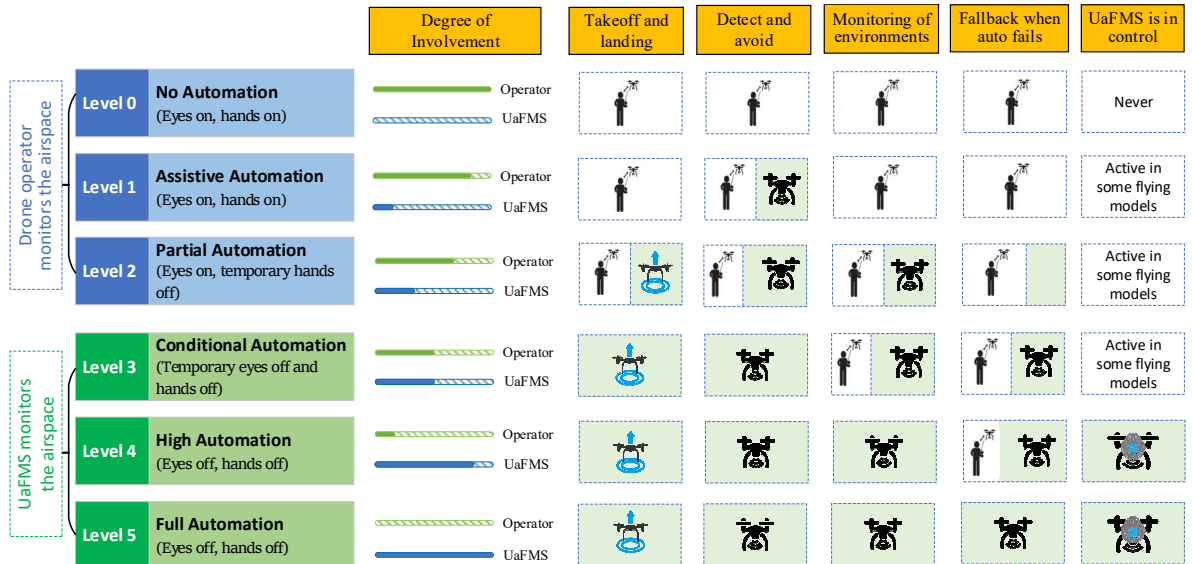 Degree of
Involvement
Takeoff and
landing
Detect and
avoid
Monitoring of
environments
Fallback when
auto fails
UaFMS is in
control
Drone operator
monitors the airspace
Level 0
No Automation
(Eyes on, hands on)
Operator
UaFMS
Never
Level 1
Assistive Automation
(Eyes on, hands on)
Operator
UaFMS
Active in
some flying
models
Level 2
Partial Automation
(Eyes on, temporary hands
off)
Operator
UaFMS
Active in
some flying
models
UaFMS monitors
the airspace
Level 3
Conditional Automation
(Temporary eyes off and
hands off)
Operator
UaFMS
Active in
some flying
models
Level 4
High Automation
(Eyes off, hands off)
Operator
UaFMS
Level 5
Full Automation
(Eyes off, hands off)
Operator
UaFMS